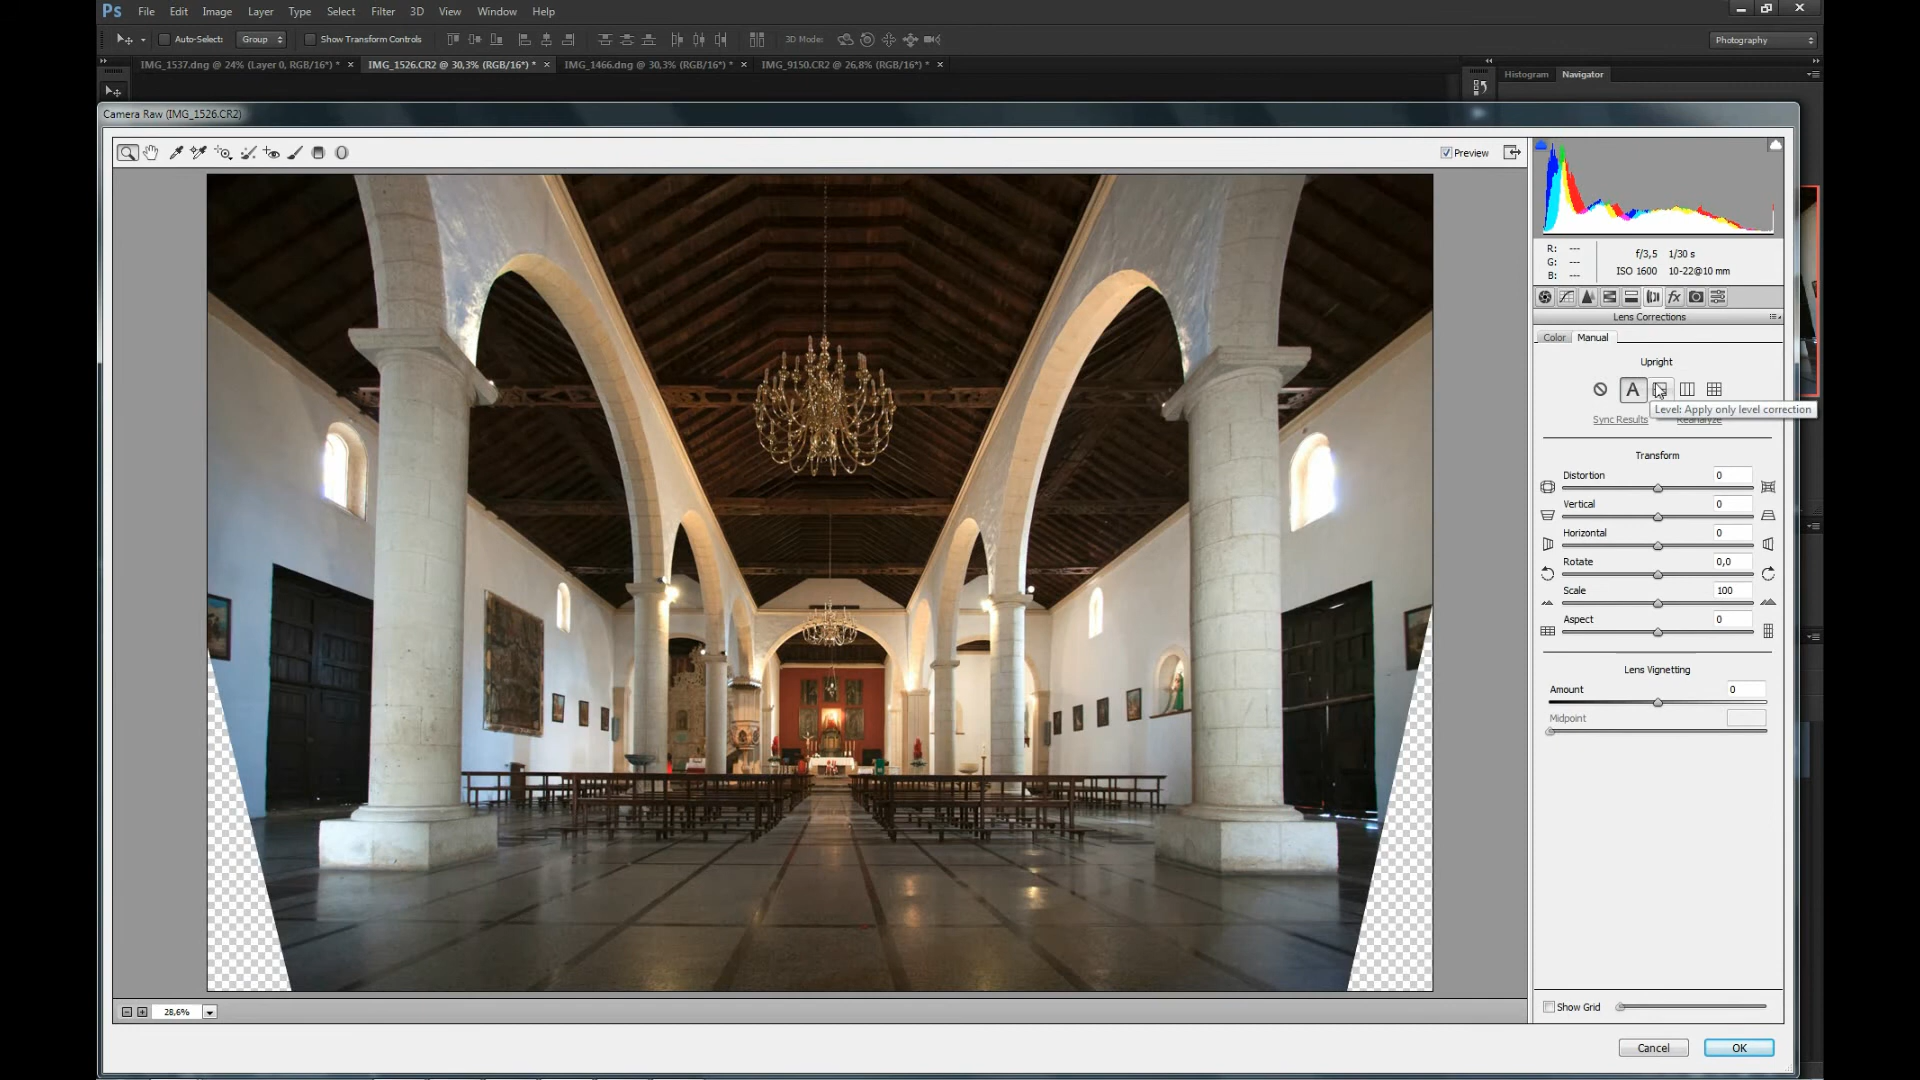 Ps File Edit Image Layer Type Select Filter 3D View Window Help
Auto-Select: Group Show Transform Controls 3D Mode: Photography
IMG_1537.dng @ 24% (Layer 0, RGB/16*) * × IMG_1526.CR2 @ 30,3% (RGB/16*) * × IMG_1466.dng @ 30,3% (RGB/16*) * × IMG_9150.CR2 @ 26,8% (RGB/16*) * × Histogram Navigator
Camera Raw (IMG_1526.CR2)
Preview
R: ---
G: ---
B: ---
f/3,5 1/30 s
ISO 1600 10-22@10 mm
fx
Lens Corrections
Color Manual
Upright
A
Level: Apply only level correction
Sync Results Reanalyze
Transform
Distortion 0
Vertical 0
Horizontal 0
Rotate 0,0
Scale 100
Aspect 0
Lens Vignetting
Amount 0
Midpoint
28,6%
Show Grid
Cancel OK